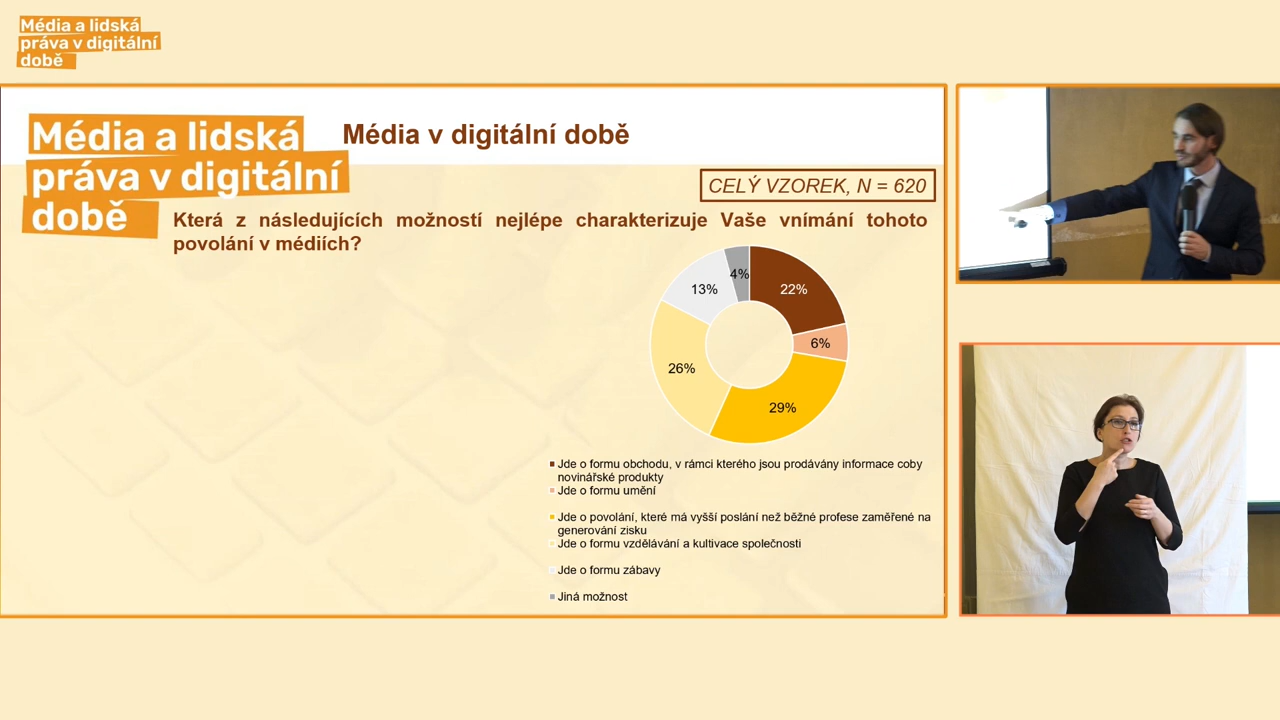 Média a lidská
práva v digitální
době
Média a lidská
práva v digitální
době
Média v digitální době
CELÝ VZOREK, N = 620
Která z následujících možností nejlépe charakterizuje Vaše vnímání tohoto
povolání v médiích?
4%
22%
13%
6%
26%
29%
Jde o formu obchodu, v rámci kterého jsou prodávány informace coby
novinářské produkty
Jde o formu umění
Jde o povolání, které má vyšší poslání než běžné profese zaměřené na
generování zisku
Jde o formu vzdělávání a kultivace společnosti
Jde o formu zábavy
Jiná možnost